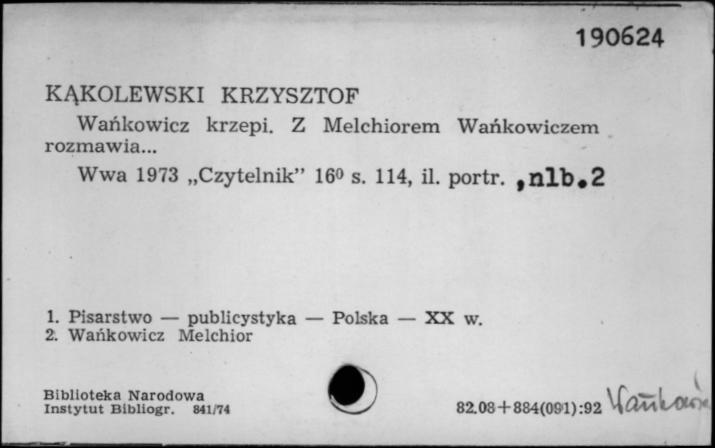 190624
KĄKOLEWSKI KRZYSZTOF
Wańkowicz krzepi. Z Melchiorem Wańkowiczem
rozmawia...
Wwa 1973 „Czytelnik” 16⁰ s. 114, il. portr. ,nlb.2
1. Pisarstwo — publicystyka — Polska — XX w.
2. Wańkowicz Melchior
Biblioteka Narodowa
Instytut Bibliogr. 841/74
82.08+884(091):92